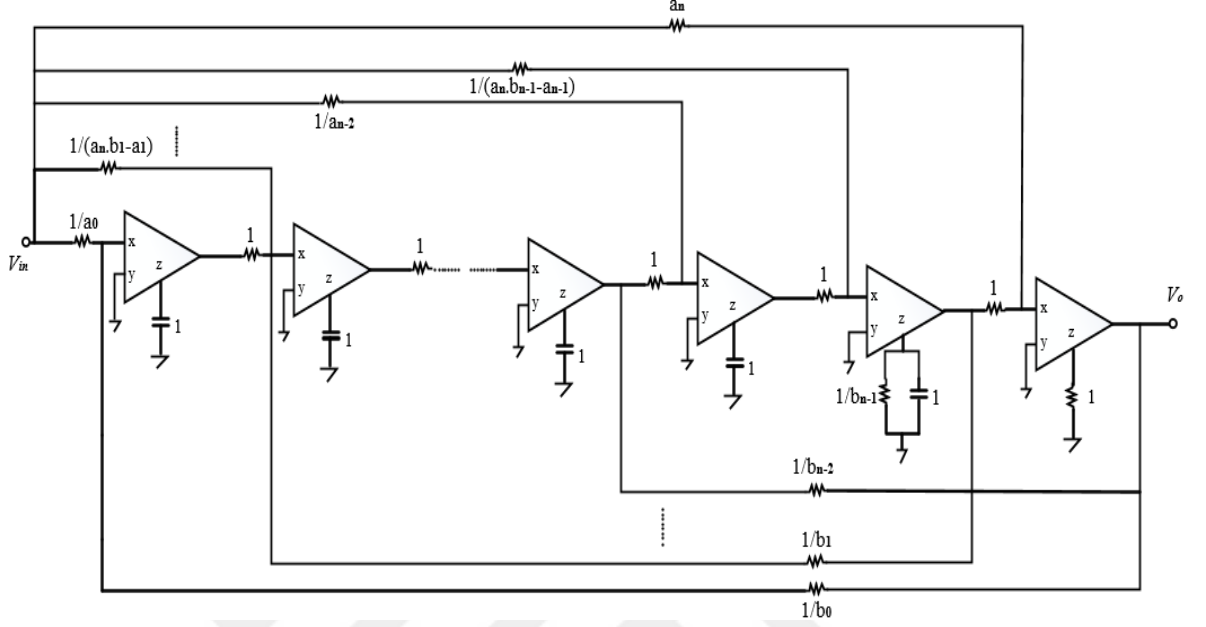 an
1/(an.bn-1-an-1)
1/an-2
1/(an.b1-a1)
1/a0
Vin
x
y
z
1
1
x
y
z
1
1
x
y
z
1
1
x
y
z
1
1
x
y
z
1/bn-1
1
1
x
y
z
1
Vo
1/bn-2
1/b1
1/b0